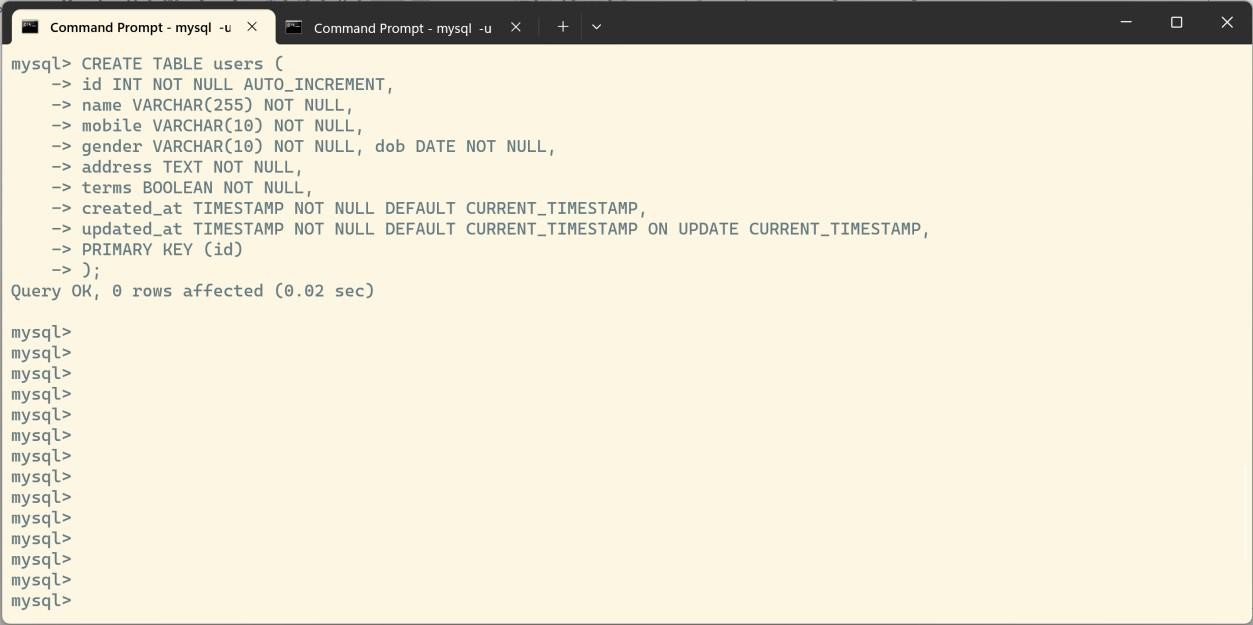 Command Prompt - mysql  -u
Command Prompt - mysql  -u
mysql> CREATE TABLE users (
    -> id INT NOT NULL AUTO_INCREMENT,
    -> name VARCHAR(255) NOT NULL,
    -> mobile VARCHAR(10) NOT NULL,
    -> gender VARCHAR(10) NOT NULL, dob DATE NOT NULL,
    -> address TEXT NOT NULL,
    -> terms BOOLEAN NOT NULL,
    -> created_at TIMESTAMP NOT NULL DEFAULT CURRENT_TIMESTAMP,
    -> updated_at TIMESTAMP NOT NULL DEFAULT CURRENT_TIMESTAMP ON UPDATE CURRENT_TIMESTAMP,
    -> PRIMARY KEY (id)
    -> );
Query OK, 0 rows affected (0.02 sec)
mysql>
mysql>
mysql>
mysql>
mysql>
mysql>
mysql>
mysql>
mysql>
mysql>
mysql>
mysql>
mysql>
mysql>